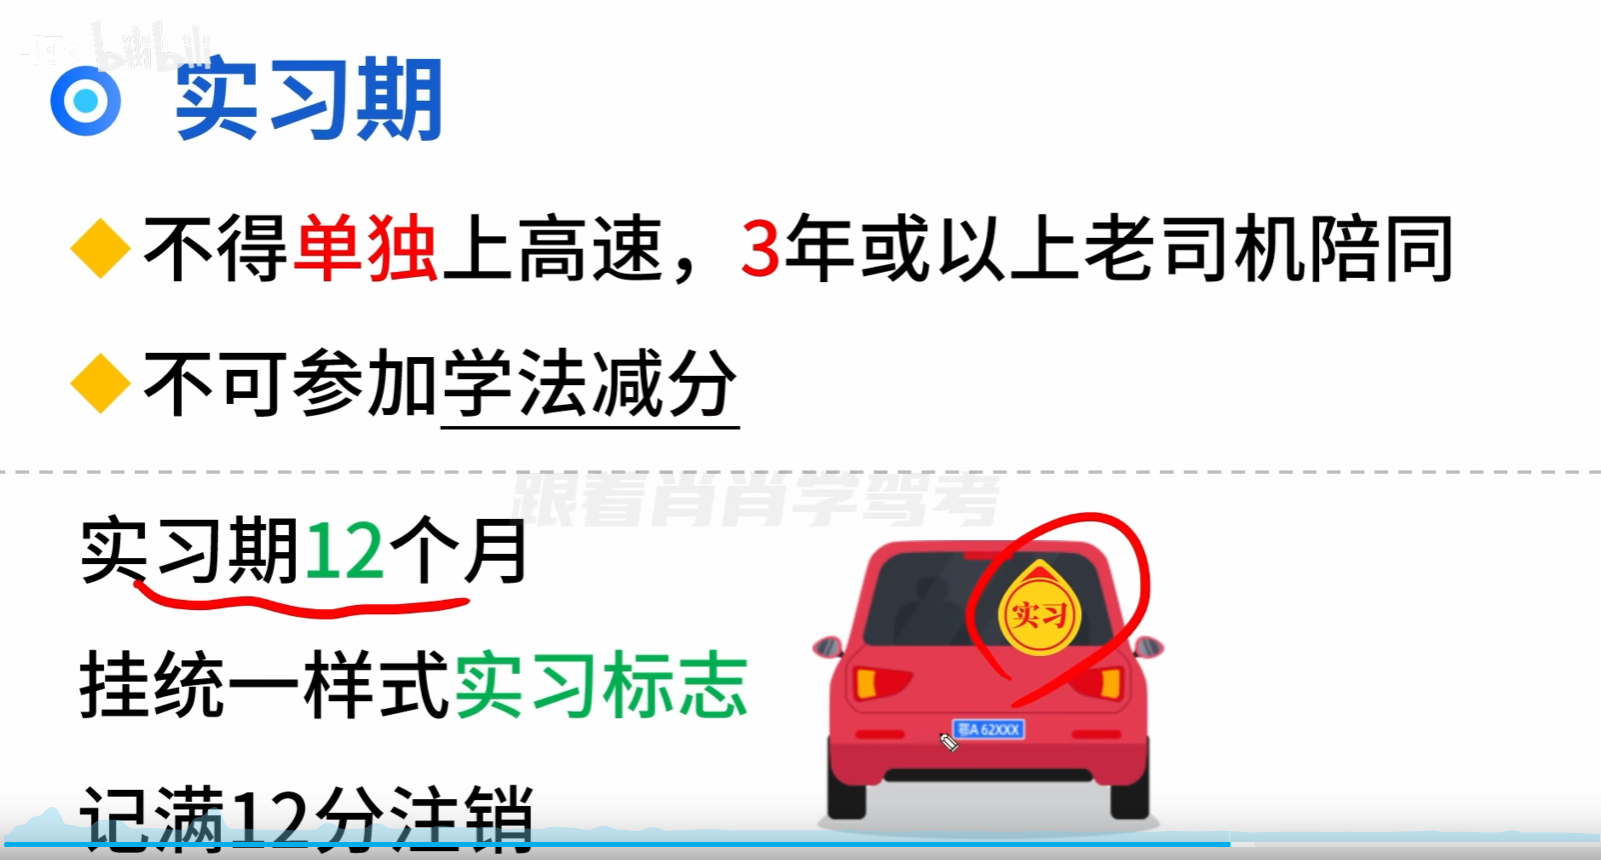 bilibili
实习期
不得单独上高速，3年或以上老司机陪同
不可参加学法减分
跟着肖肖学驾考
实习期12个月
实习
挂统一样式实习标志
鄂A 62XXX
记满12分注销